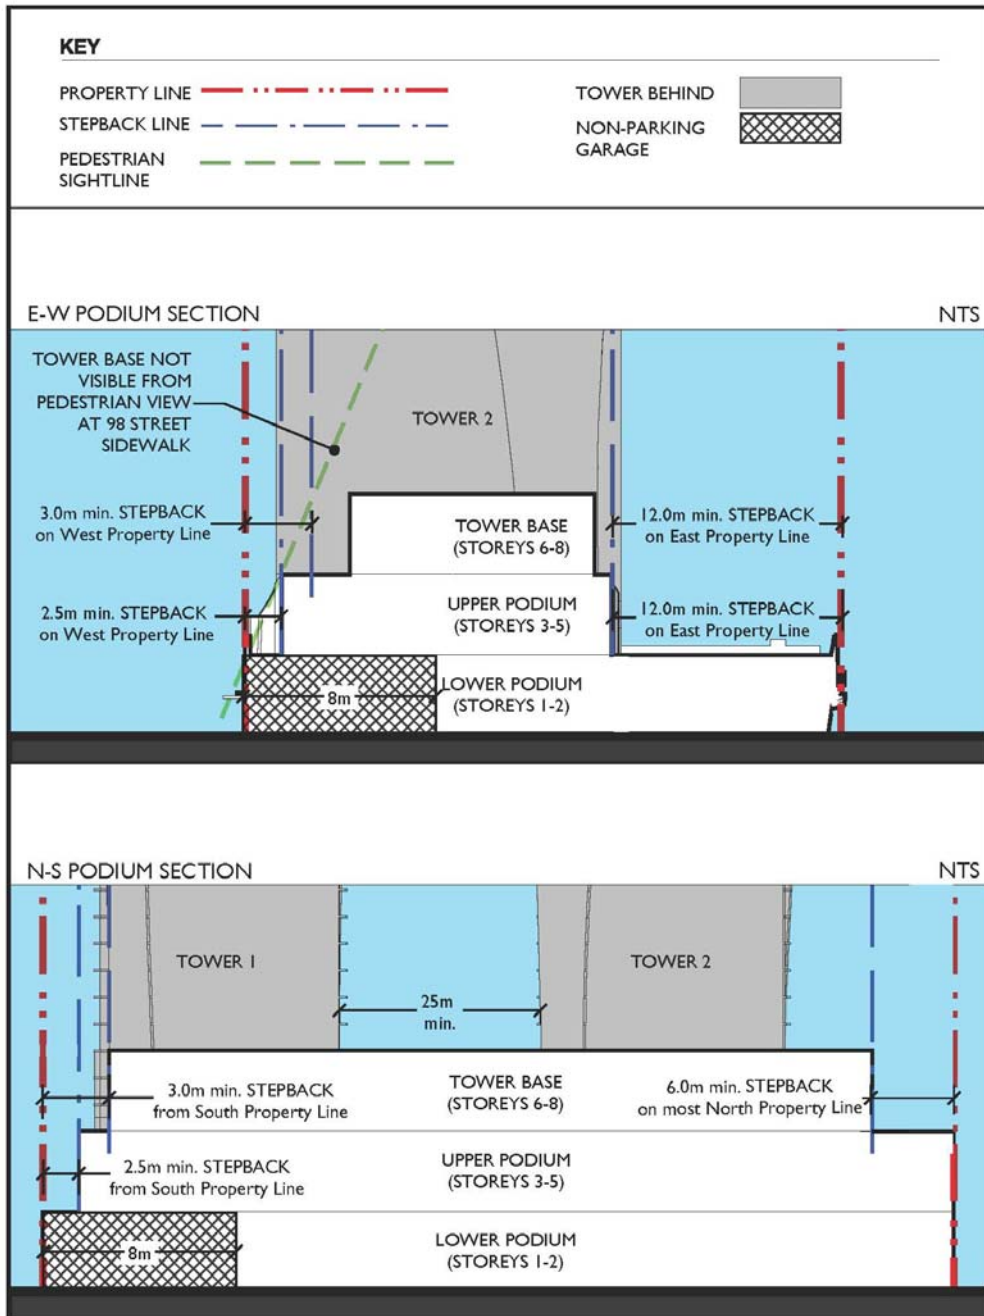 KEY
PROPERTY LINE
STEPBACK LINE
PEDESTRIAN
SIGHTLINE
TOWER BEHIND
NON-PARKING
GARAGE
E-W PODIUM SECTION
NTS
TOWER BASE NOT
VISIBLE FROM
PEDESTRIAN VIEW
AT 98 STREET
SIDEWALK
TOWER 2
3.0m min. STEPBACK
on West Property Line
TOWER BASE
(STOREYS 6-8)
12.0m min. STEPBACK
on East Property Line
2.5m min. STEPBACK
on West Property Line
UPPER PODIUM
(STOREYS 3-5)
12.0m min. STEPBACK
on East Property Line
8m
LOWER PODIUM
(STOREYS 1-2)
N-S PODIUM SECTION
NTS
TOWER 1
TOWER 2
25m
min.
3.0m min. STEPBACK
from South Property Line
TOWER BASE
(STOREYS 6-8)
6.0m min. STEPBACK
on most North Property Line
2.5m min. STEPBACK
from South Property Line
UPPER PODIUM
(STOREYS 3-5)
8m
LOWER PODIUM
(STOREYS 1-2)